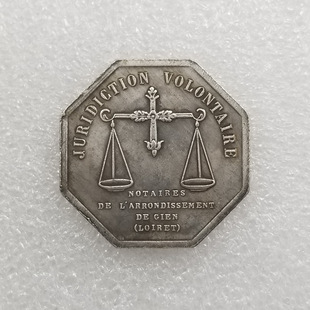 JURIDICTION VOLONTAIRE
NOTAIRES
DE L'ARRONDISSEMENT
DE GIEN
(LOIRET)